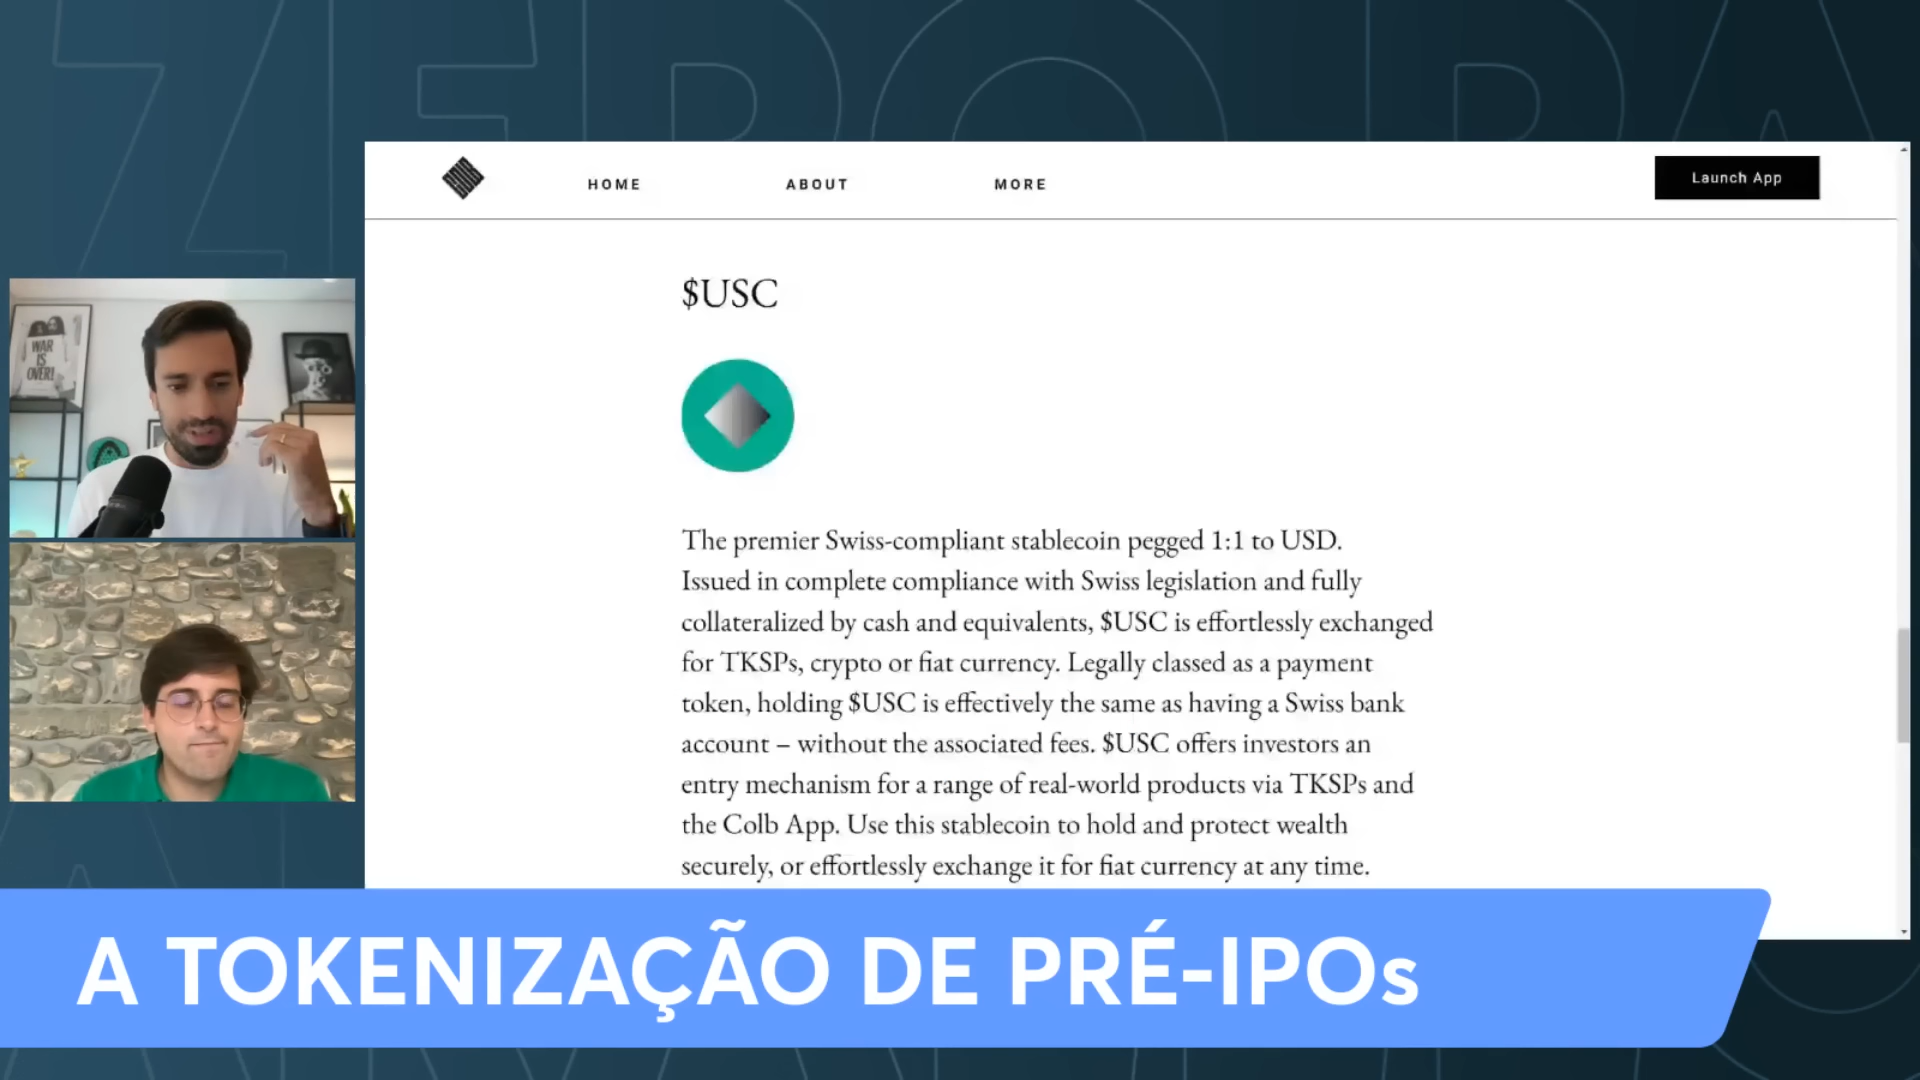 ZERO PA
HOME
ABOUT
MORE
Launch App
$USC
WAR
IS
OVER!
The premier Swiss-compliant stablecoin pegged 1:1 to USD.
Issued in complete compliance with Swiss legislation and fully
collateralized by cash and equivalents, $USC is effortlessly exchanged
for TKSPs, crypto or fiat currency. Legally classed as a payment
token, holding $USC is effectively the same as having a Swiss bank
account – without the associated fees. $USC offers investors an
entry mechanism for a range of real-world products via TKSPs and
the Colb App. Use this stablecoin to hold and protect wealth
securely, or effortlessly exchange it for fiat currency at any time.
A TOKENIZAÇÃO DE PRÉ-IPOs